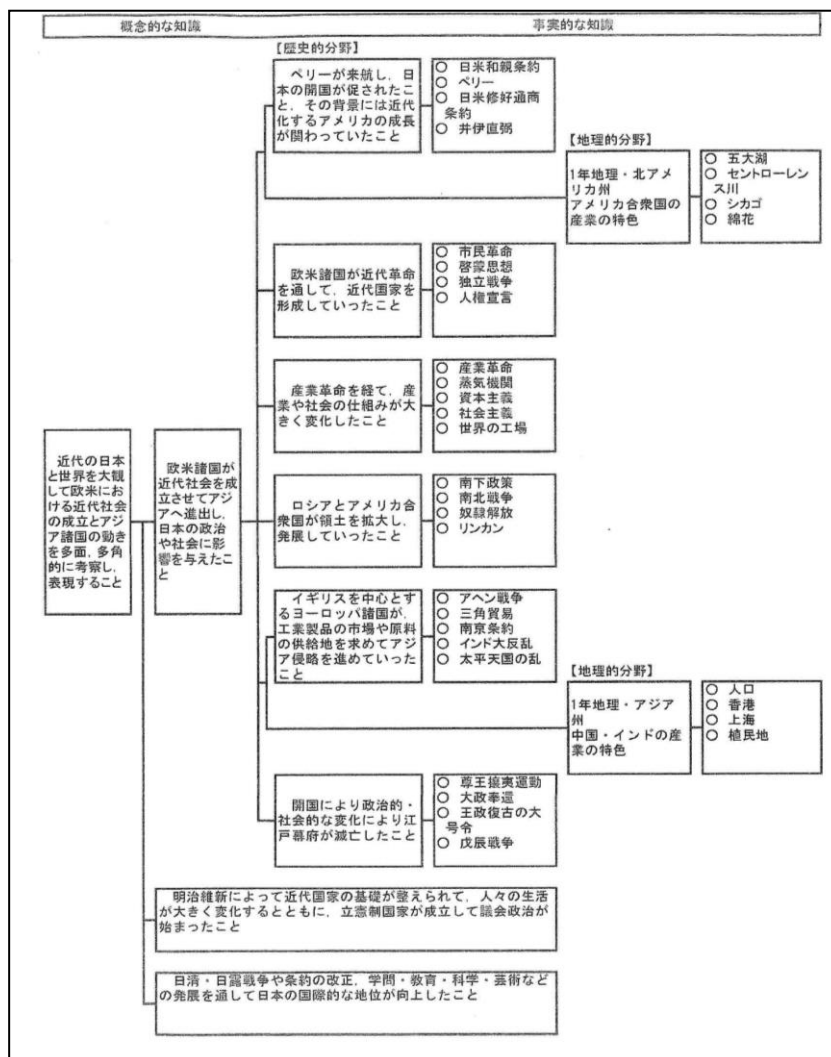 概念的な知識
事実的な知識
【歴史的分野】
ペリーが来航し，日
本の開国が促されたこ
と，その背景には近代
化するアメリカの成長
が関わっていたこと
○ 日米和親条約
○ ペリー
○ 日米修好通商
条約
○ 井伊直弼
【地理的分野】
1年地理・北アメ
リカ州
アメリカ合衆国の
産業の特色
○ 五大湖
○ セントローレン
ス川
○ シカゴ
○ 綿花
欧米諸国が近代革命
を通して，近代国家を
形成していったこと
○ 市民革命
○ 啓蒙思想
○ 独立戦争
○ 人権宣言
産業革命を経て，産
業や社会の仕組みが大
きく変化したこと
○ 産業革命
○ 蒸気機関
○ 資本主義
○ 社会主義
○ 世界の工場
近代の日本
と世界を大観
して欧米にお
ける近代社会
の成立とアジ
ア諸国の動き
を多面，多角
的に考察し，
表現すること
欧米諸国が
近代社会を成
立させてアジ
アへ進出し，
日本の政治
や社会に影
響を与えたこ
と
ロシアとアメリカ合
衆国が領土を拡大し，
発展していったこと
○ 南下政策
○ 南北戦争
○ 奴隷解放
○ リンカン
イギリスを中心とす
るヨーロッパ諸国が，
工業製品の市場や原料
の供給地を求めてアジ
ア侵略を進めていった
こと
○ アヘン戦争
○ 三角貿易
○ 南京条約
○ インド大反乱
○ 太平天国の乱
【地理的分野】
1年地理・アジア
州
中国・インドの産
業の特色
○ 人口
○ 香港
○ 上海
○ 植民地
開国により政治的・
社会的な変化により江
戸幕府が滅亡したこと
○ 尊王攘夷運動
○ 大政奉還
○ 王政復古の大
号令
○ 戊辰戦争
明治維新によって近代国家の基礎が整えられて，人々の生活
が大きく変化するとともに，立憲制国家が成立して議会政治が
始まったこと
日清・日露戦争や条約の改正，学問・教育・科学・芸術など
の発展を通して日本の国際的な地位が向上したこと